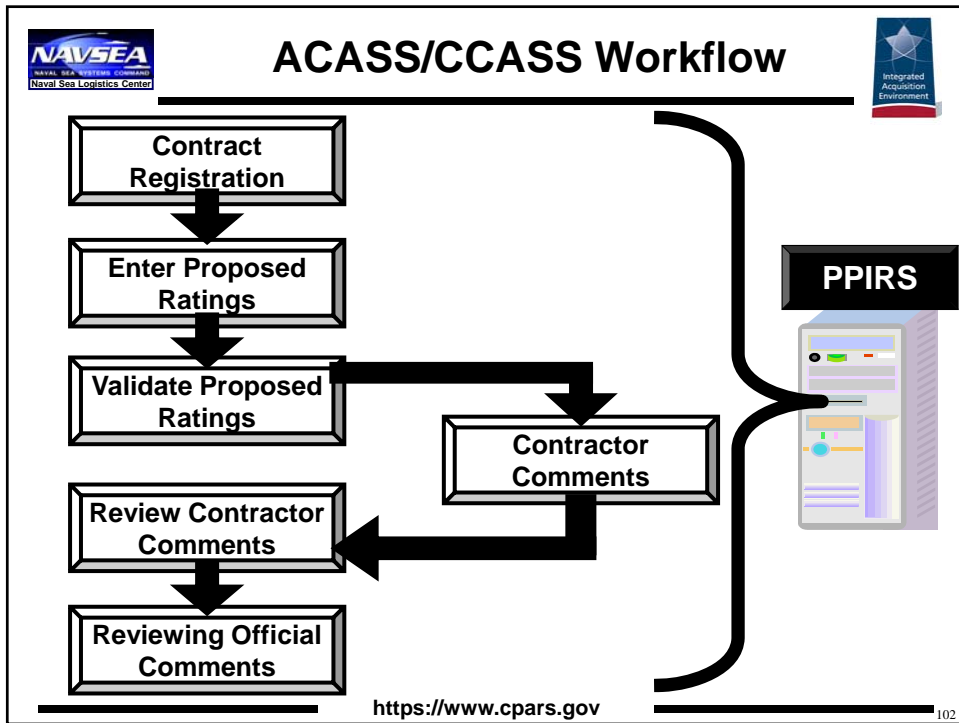 NAVSEA
NAVAL SEA SYSTEMS COMMAND
Naval Sea Logistics Center
ACASS/CCASS Workflow
Integrated
Acquisition
Environment
Contract
Registration
Enter Proposed
Ratings
Validate Proposed
Ratings
Contractor
Comments
Review Contractor
Comments
Reviewing Official
Comments
PPIRS
https://www.cpars.gov
102